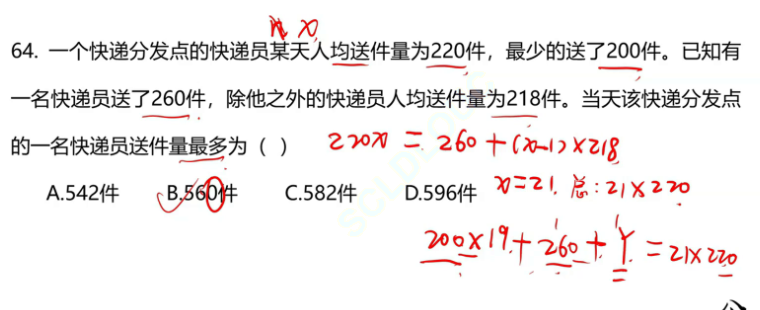 x
64. 一个快递分发点的快递员某天人均送件量为220件，最少的送了200件。已知有
一名快递员送了260件，除他之外的快递员人均送件量为218件。当天该快递分发点
的一名快递员送件量最多为（ ） 220x = 260+(x-1)×218
A.542件 B.560件 C.582件 D.596件 x=21. 总:21×220
200×19+260+Y=21×220